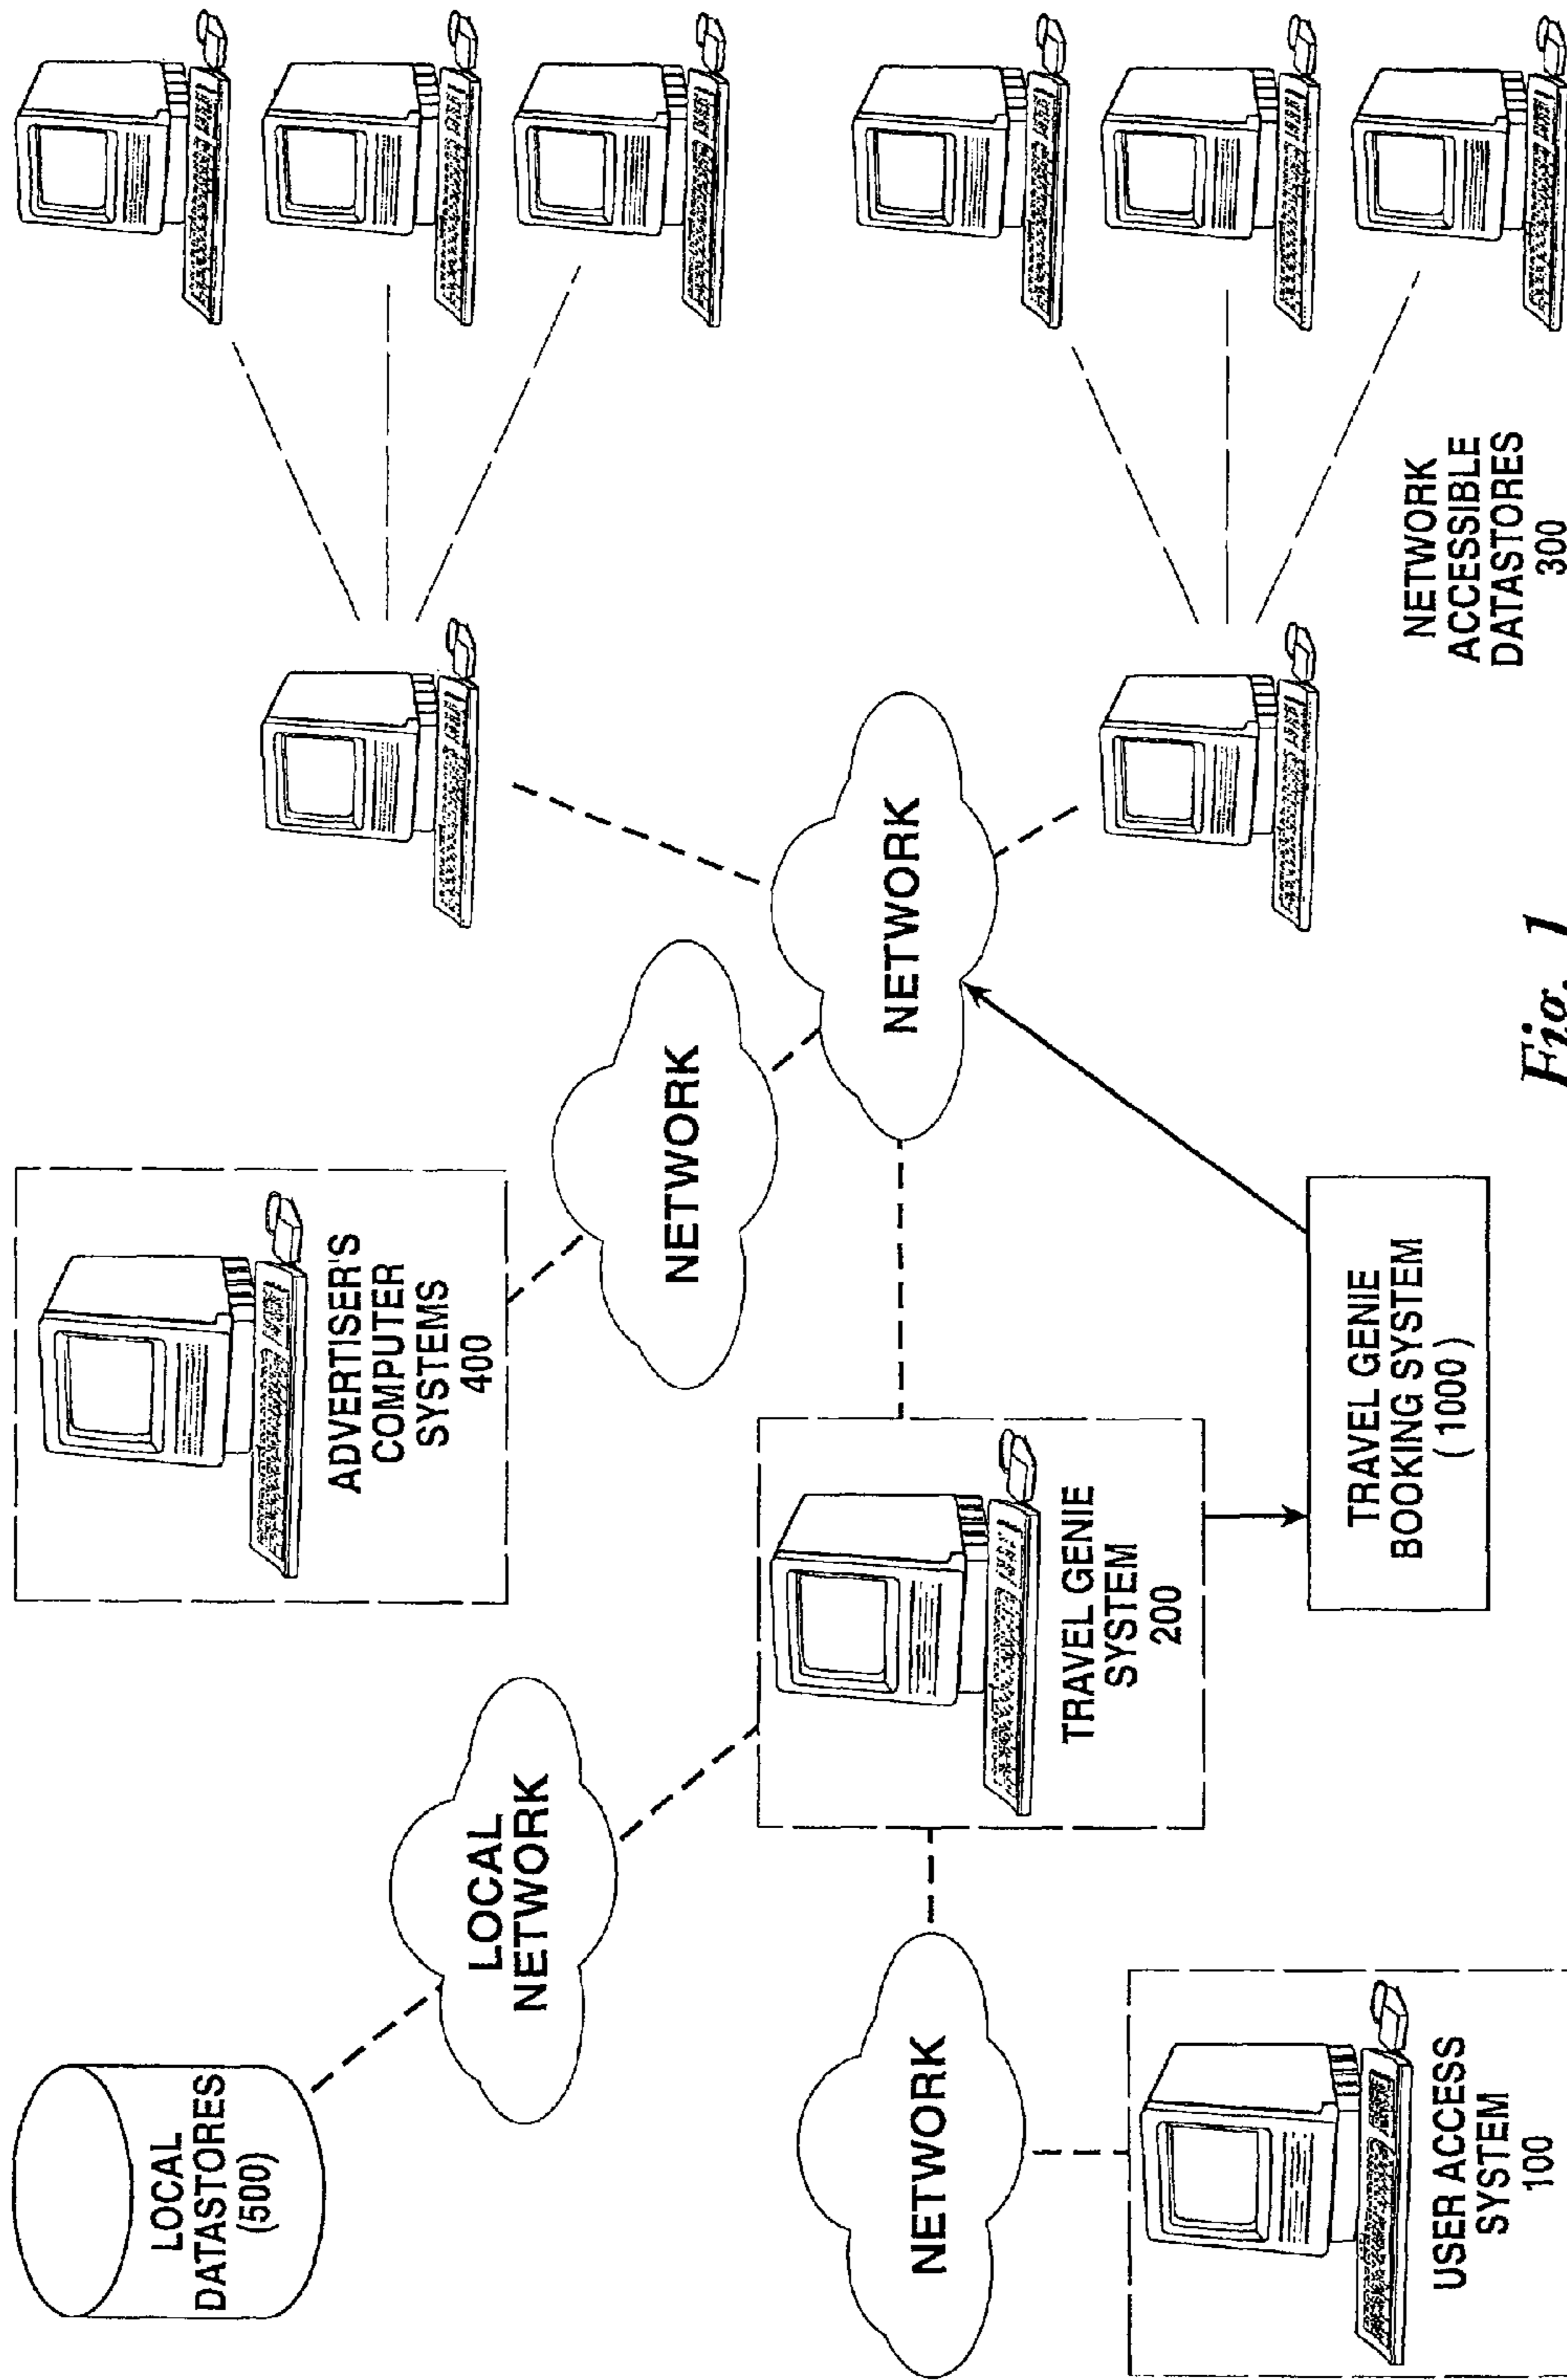 LOCAL
DATASTORES
(500)
ADVERTISER'S
COMPUTER
SYSTEMS
400
LOCAL
NETWORK
NETWORK
NETWORK
NETWORK
TRAVEL GENIE
SYSTEM
200
TRAVEL GENIE
BOOKING SYSTEM
(1000)
USER ACCESS
SYSTEM
100
NETWORK
ACCESSIBLE
DATASTORES
300
Fig. 1